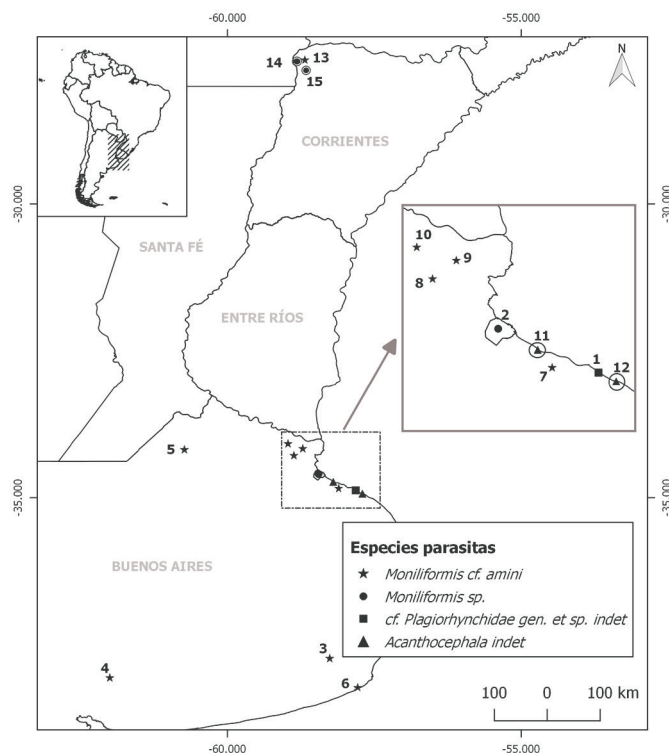 -60.000
-55.000
14
13
15
N
CORRIENTES
-30.000
-30.000
SANTA FÉ
10
9
8
ENTRE RÍOS
2
11
1
12
7
5
-35.000
-35.000
BUENOS AIRES
Especies parasitas
Moniliformis cf. amini
Moniliformis sp.
cf. Plagiorhynchidae gen. et sp. indet
Acanthocephala indet
3
4
6
100 0 100 km
-60.000
-55.000